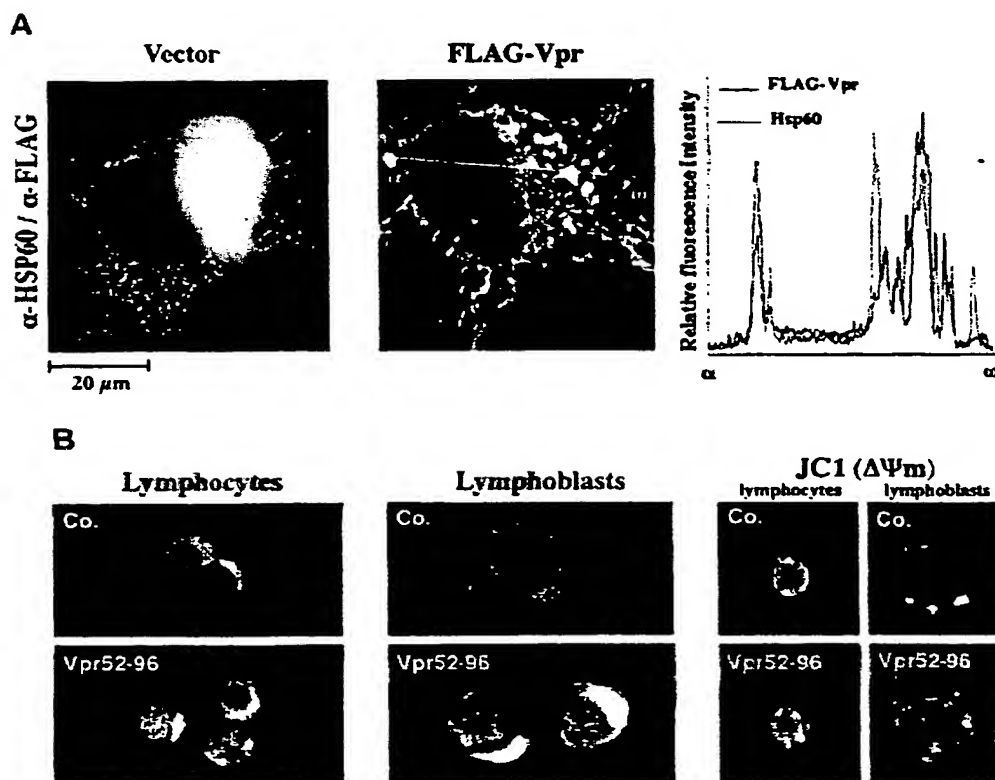 A
Vector
FLAG-Vpr
α-HSP60 / α-FLAG
20 µm
Relative fluorescence intensity
FLAG-Vpr
Hsp60
α
B
Lymphocytes
Lymphoblasts
JC1 (ΔΨm)
lymphocytes
lymphoblasts
Co.
Co.
Co.
Co.
Vpr52-96
Vpr52-96
Vpr52-96
Vpr52-96